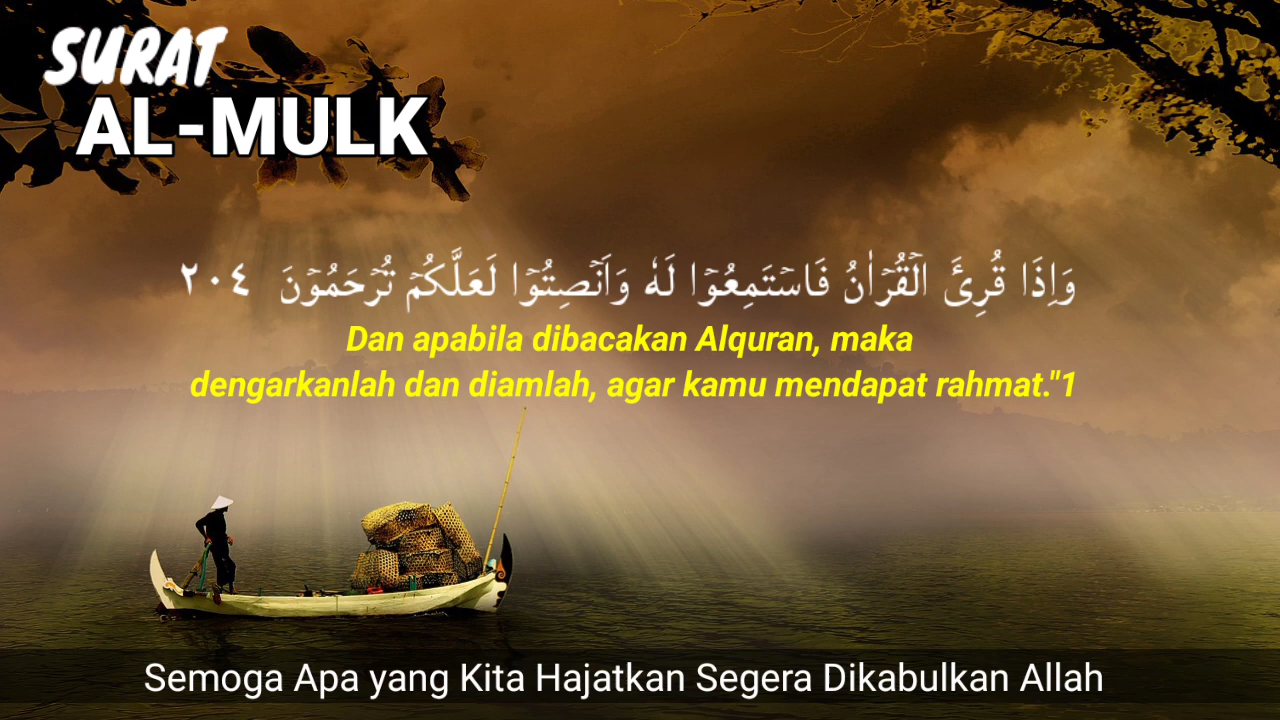 SURAT
AL-MULK
وَاِذَا قُرِئَ الْقُرْاٰنُ فَاسْتَمِعُوْا لَهٗ وَاَنْصِتُوْا لَعَلَّكُمْ تُرْحَمُوْنَ ٢٠٤
Dan apabila dibacakan Alquran, maka
dengarkanlah dan diamlah, agar kamu mendapat rahmat."1
Semoga Apa yang Kita Hajatkan Segera Dikabulkan Allah